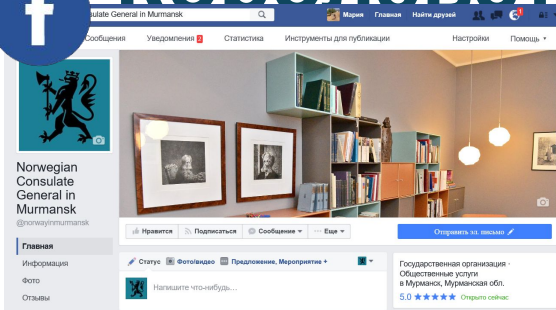 sulate General in Murmansk
Мария Главная Найти друзей 1
Сообщения Уведомления 2 Статистика Инструменты для публикации Настройки Помощь
Norwegian
Consulate
General in
Murmansk
@norwayinmurmansk
Главная
Информация
Фото
Отзывы
Нравится Подписаться Сообщение ··· Еще
Отправить эл. письмо
Статус Фото/видео Предложение, Мероприятие +
Напишите что-нибудь...
Государственная организация ·
Общественные услуги
в Мурманск, Мурманская обл.
5.0 ★★★★★ Открыто сейчас